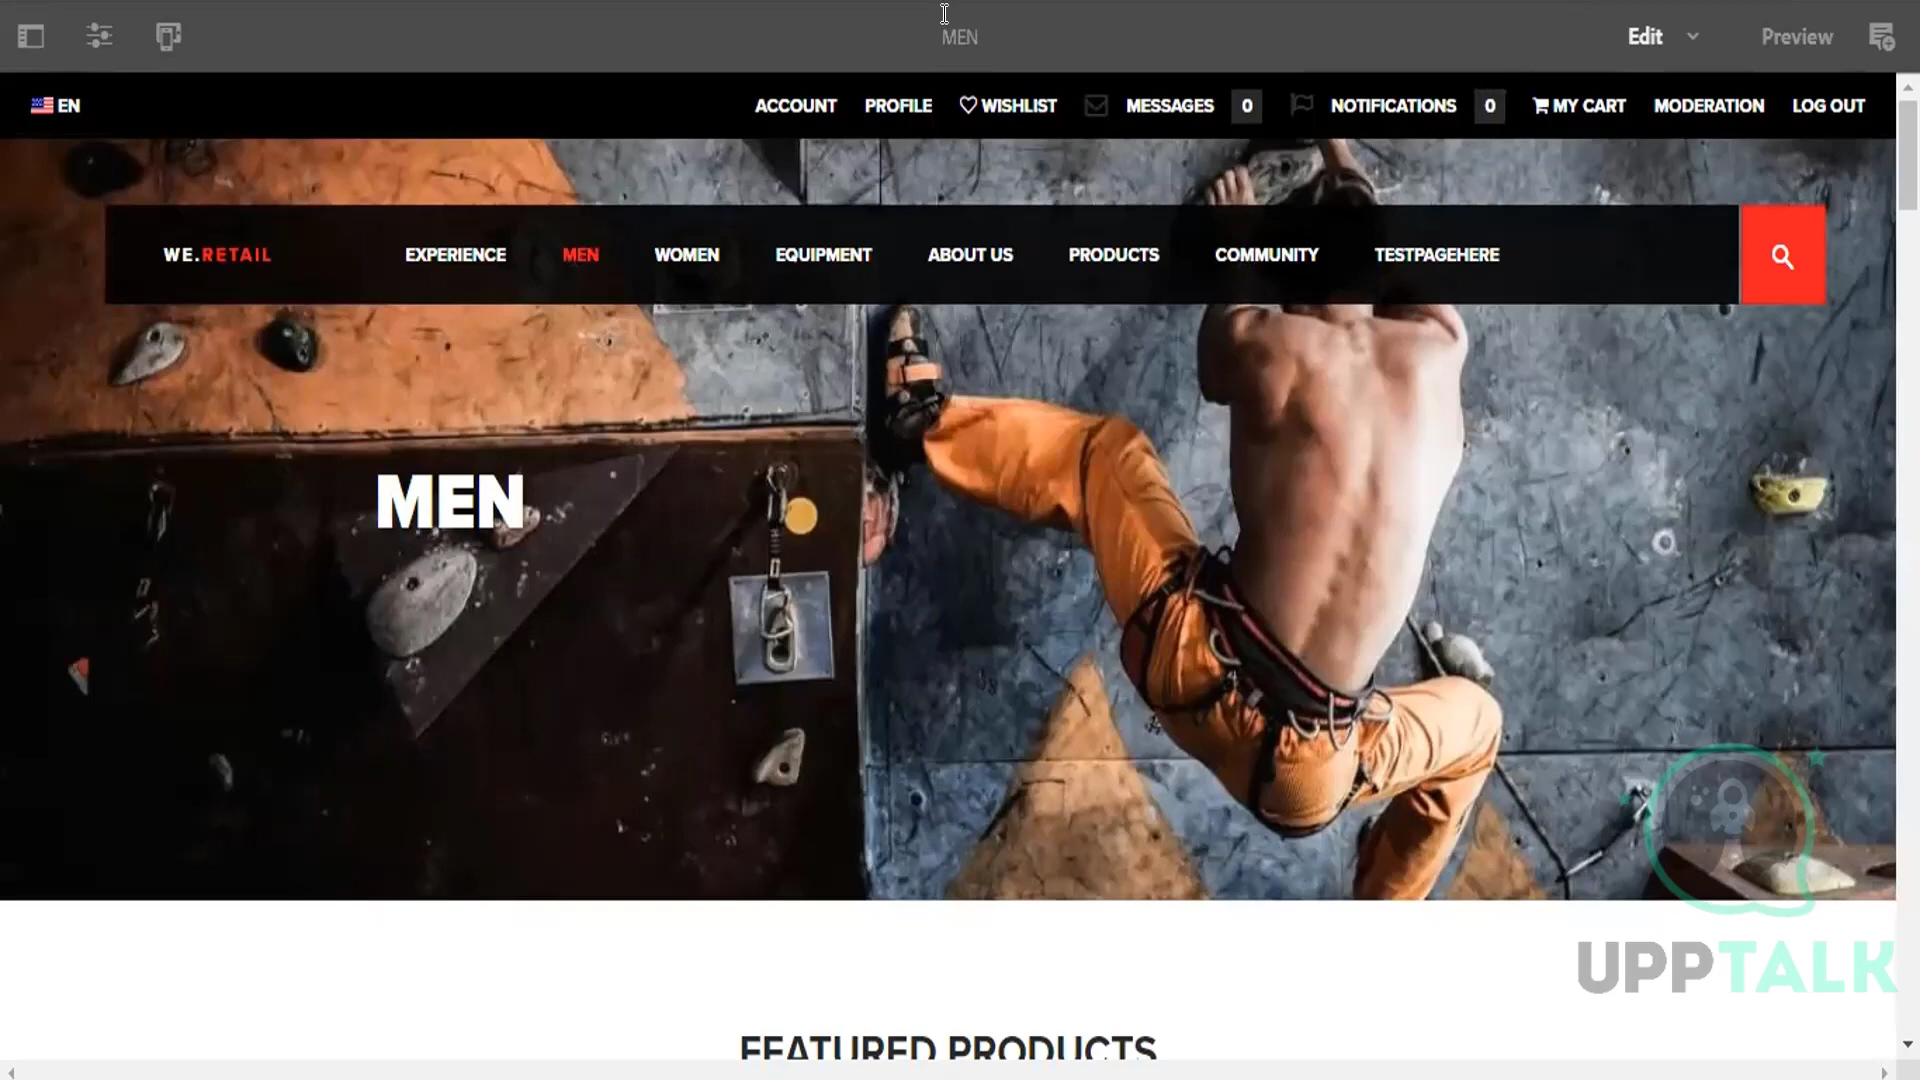 MEN
Edit
Preview
EN
ACCOUNT
PROFILE
WISHLIST
MESSAGES
0
NOTIFICATIONS
0
MY CART
MODERATION
LOG OUT
WE.RETAIL
EXPERIENCE
MEN
WOMEN
EQUIPMENT
ABOUT US
PRODUCTS
COMMUNITY
TESTPAGEHERE
MEN
UPPTALK
FEATURED PRODUCTS